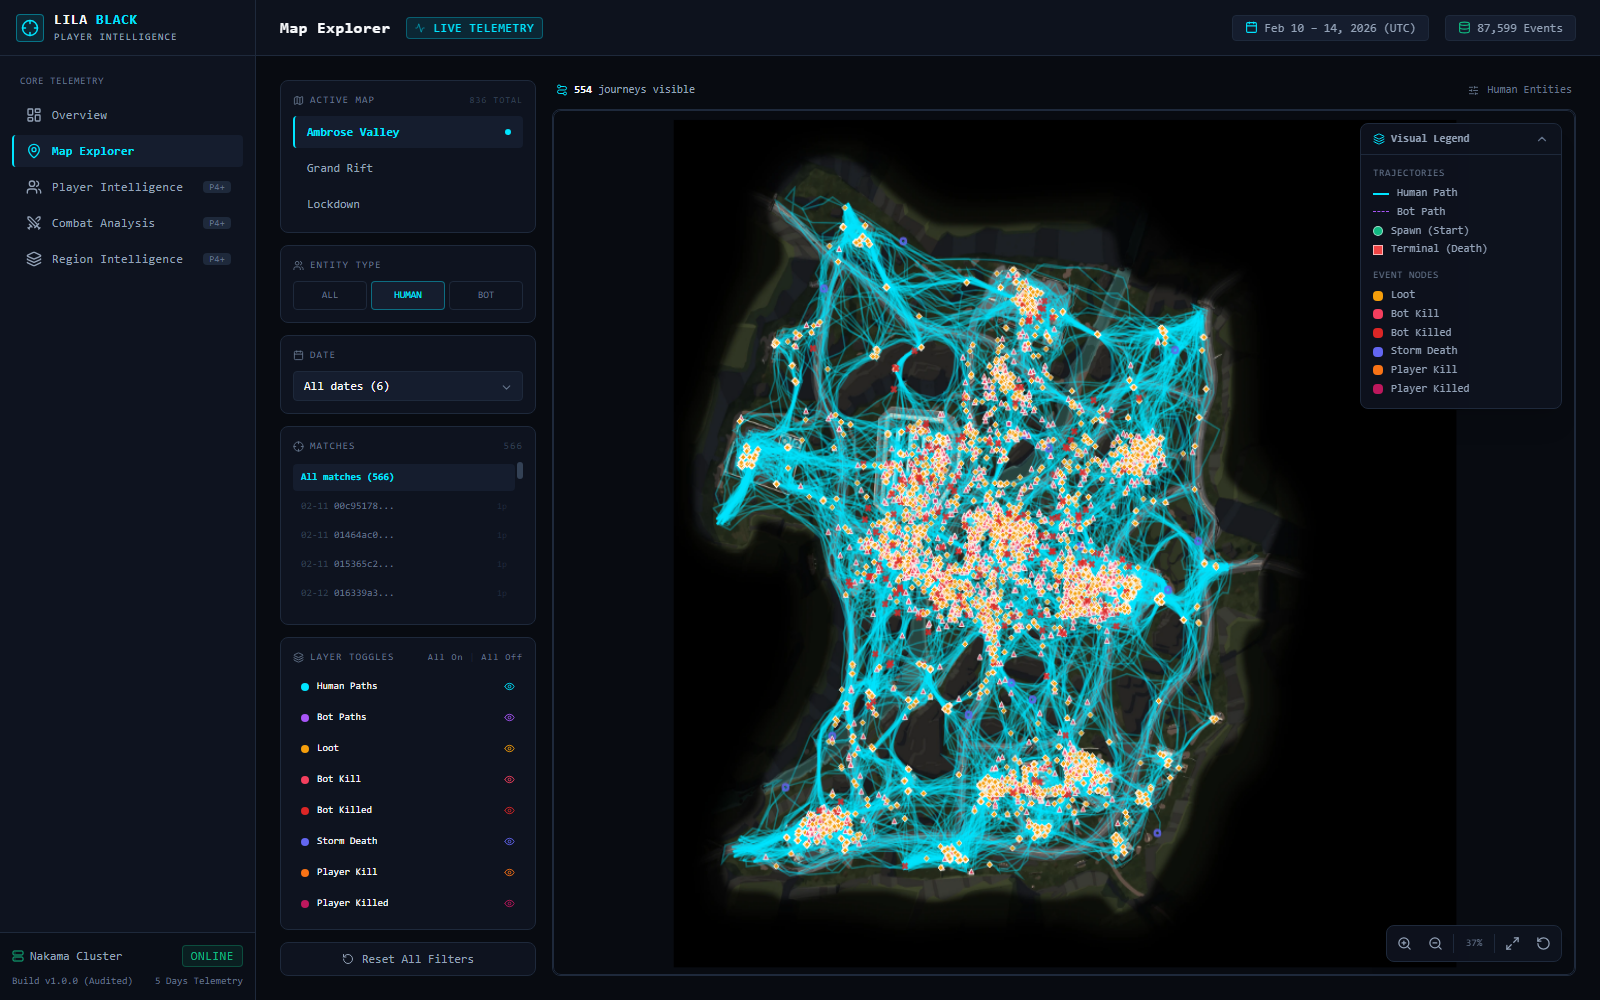 LILA BLACK
PLAYER INTELLIGENCE
CORE TELEMETRY
Overview
Map Explorer
Player Intelligence P4+
Combat Analysis P4+
Region Intelligence P4+
Nakama Cluster ONLINE
Build v1.0.0 (Audited) 5 Days Telemetry
Map Explorer LIVE TELEMETRY
Feb 10 – 14, 2026 (UTC) 87,599 Events
ACTIVE MAP 836 TOTAL
Ambrose Valley
Grand Rift
Lockdown
ENTITY TYPE
ALL HUMAN BOT
DATE
All dates (6)
MATCHES 566
All matches (566)
02-11 00c95178... 1p
02-11 01464ac0... 1p
02-11 015365c2... 1p
02-12 016339a3... 1p
LAYER TOGGLES All On All Off
Human Paths
Bot Paths
Loot
Bot Kill
Bot Killed
Storm Death
Player Kill
Player Killed
Reset All Filters
554 journeys visible
Human Entities
Visual Legend
TRAJECTORIES
Human Path
Bot Path
Spawn (Start)
Terminal (Death)
EVENT NODES
Loot
Bot Kill
Bot Killed
Storm Death
Player Kill
Player Killed
37%